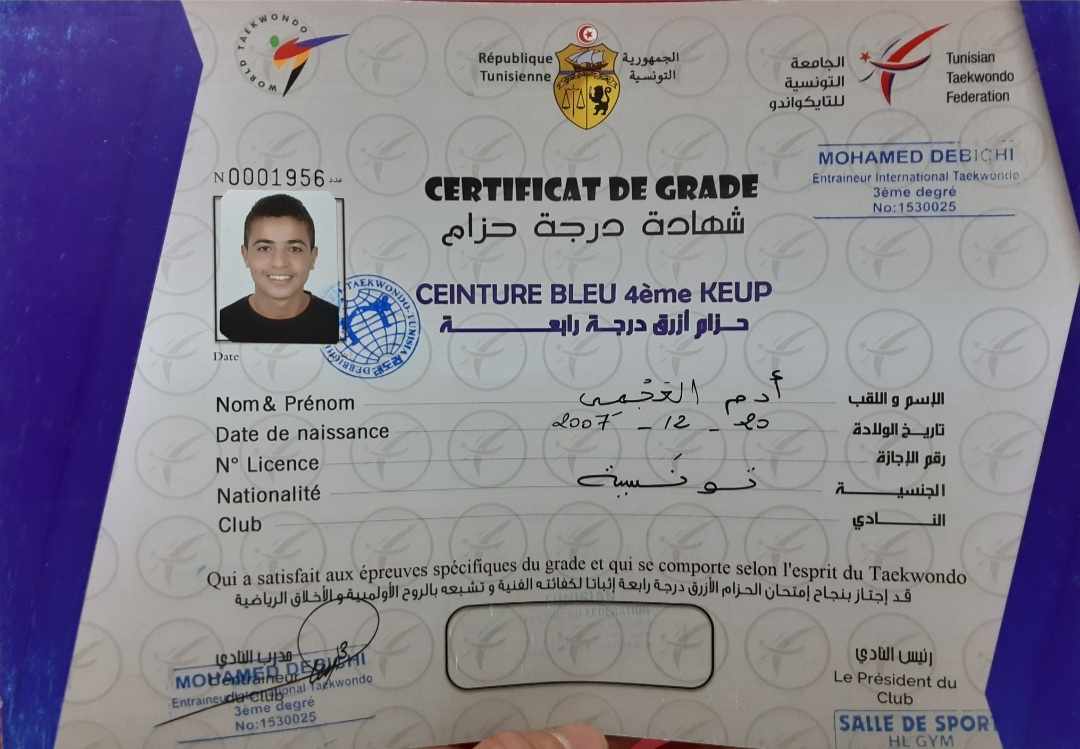 WORLD TAEKWONDO
République
Tunisienne
الجمهورية
التونسية
الجامعة
التونسية
للتايكواندو
Tunisian
Taekwondo
Federation
MOHAMED DEBICHI
Entraineur International Taekwondo
3ème degré
No:1530025
N 0001956 عدد
CERTIFICAT DE GRADE
شهادة درجة حزام
CEINTURE BLEU 4ème KEUP
حزام أزرق درجة رابعة
Date
Nom & Prénom أدم العجمي الإسم و اللقب
Date de naissance 2007 - 12 - 20 تاريخ الولادة
N° Licence رقم الإجازة
Nationalité تونسية الجنسية
Club النادي
Qui a satisfait aux épreuves spécifiques du grade et qui se comporte selon l'esprit du Taekwondo
قد إجتاز بنجاح إمتحان الحزام الأزرق درجة رابعة إثباتا لكفائته الفنية و تشبعه بالروح الأولمبية و الأخلاق الرياضية
مدرب النادي
L'entraineur
du Club
MOHAMED DEBICHI
Entraineur International Taekwondo
3ème degré
No:1530025
رئيس النادي
Le Président du
Club
SALLE DE SPORT
HL GYM